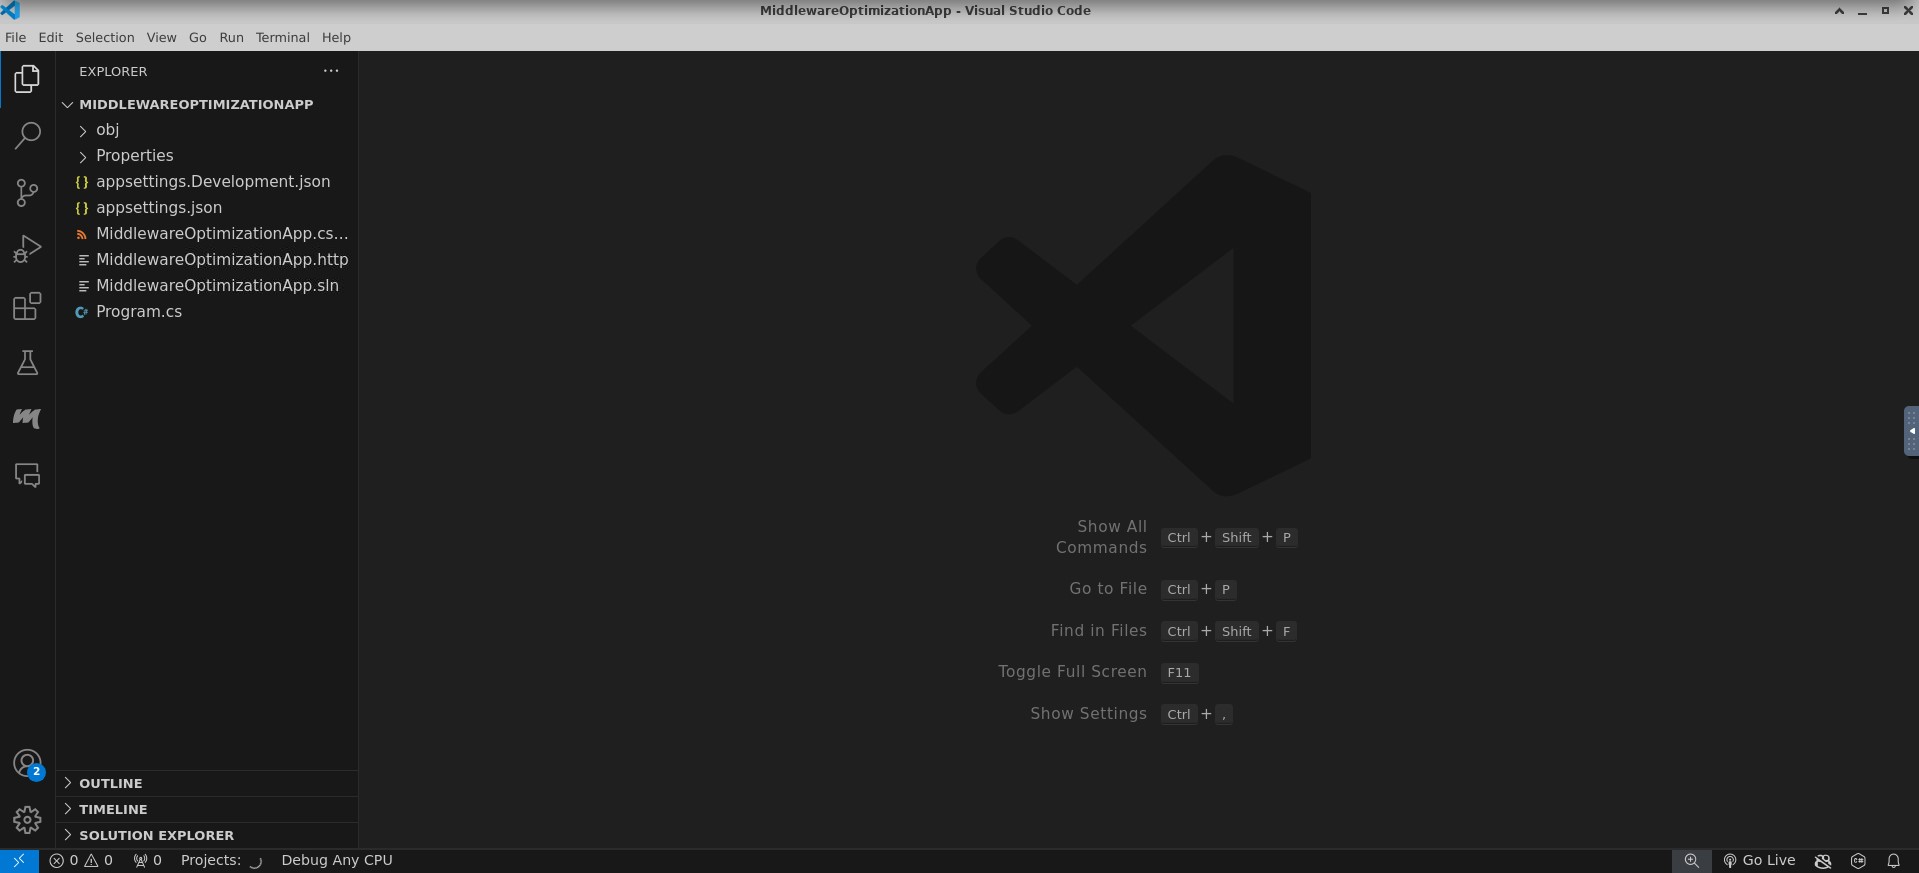 MiddlewareOptimizationApp - Visual Studio Code
File Edit Selection View Go Run Terminal Help
EXPLORER
MIDDLEWAREOPTIMIZATIONAPP
obj
Properties
{} appsettings.Development.json
{} appsettings.json
MiddlewareOptimizationApp.cs...
MiddlewareOptimizationApp.http
MiddlewareOptimizationApp.sln
C# Program.cs
Show All Commands Ctrl + Shift + P
Go to File Ctrl + P
Find in Files Ctrl + Shift + F
Toggle Full Screen F11
Show Settings Ctrl + ,
2
OUTLINE
TIMELINE
SOLUTION EXPLORER
0 0 0 Projects: Debug Any CPU Go Live